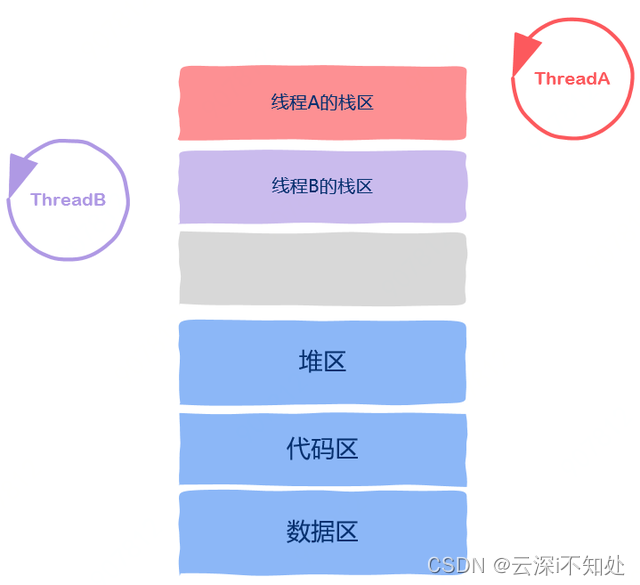 线程A的栈区
ThreadA
线程B的栈区
ThreadB
堆区
代码区
数据区
CSDN @云深i不知处